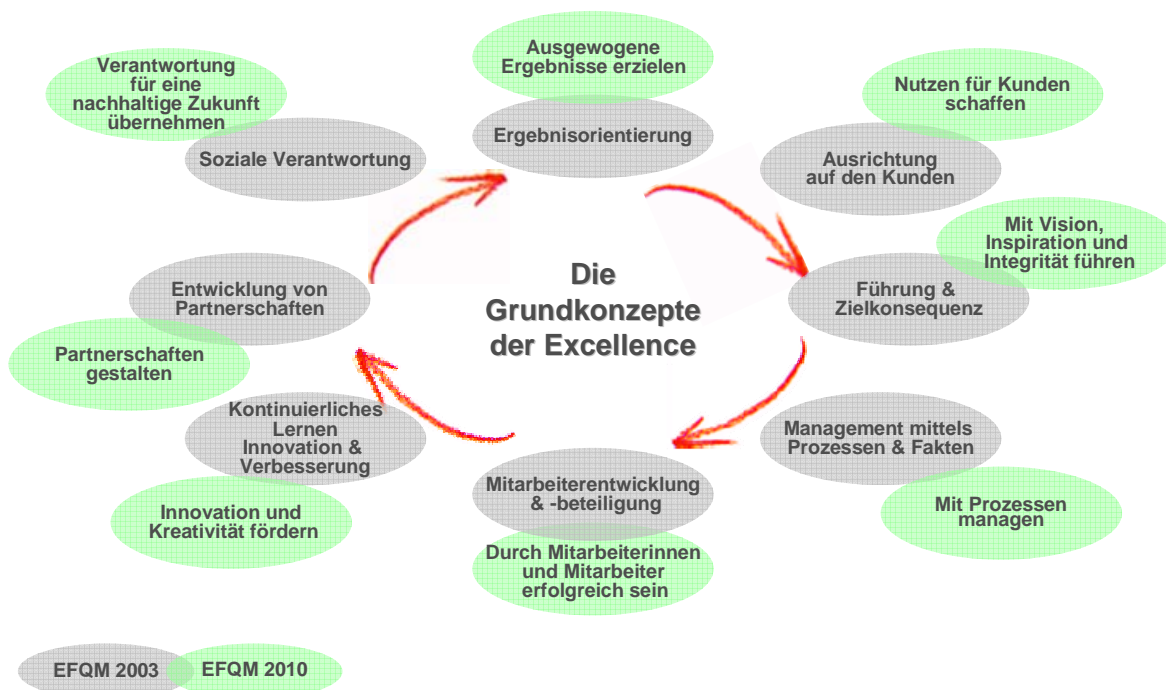 Ausgewogene
Ergebnisse erzielen
Ergebnisorientierung
Nutzen für Kunden
schaffen
Ausrichtung
auf den Kunden
Mit Vision,
Inspiration und
Integrität führen
Führung &
Zielkonsequenz
Management mittels
Prozessen & Fakten
Mit Prozessen
managen
Mitarbeiterentwicklung
& -beteiligung
Durch Mitarbeiterinnen
und Mitarbeiter
erfolgreich sein
Kontinuierliches
Lernen
Innovation &
Verbesserung
Innovation und
Kreativität fördern
Entwicklung von
Partnerschaften
Partnerschaften
gestalten
Verantwortung
für eine
nachhaltige Zukunft
übernehmen
Soziale Verantwortung
Die
Grundkonzepte
der Excellence
EFQM 2003
EFQM 2010